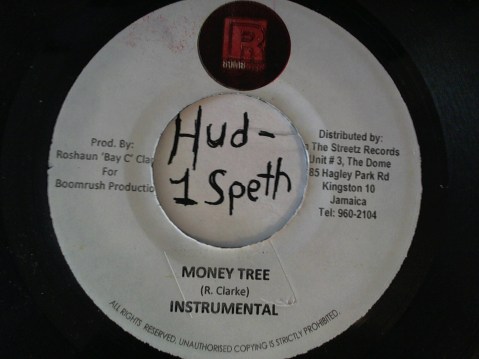 R
Prod. By:
Roshaun "Bay C"
For
Boomrush
Hud-
1 Speth
Distributed by:
The Streetz Records
Unit # 3, The Dome
85 Hagley Park Rd
Kingston 10
Jamaica
Tel: 960-2104
MONEY TREE
(R. Clarke)
INSTRUMENTAL
ALL RIGHTS RESERVED, UNAUTHORISED COPYING IS STRICTLY PROHIBITED.